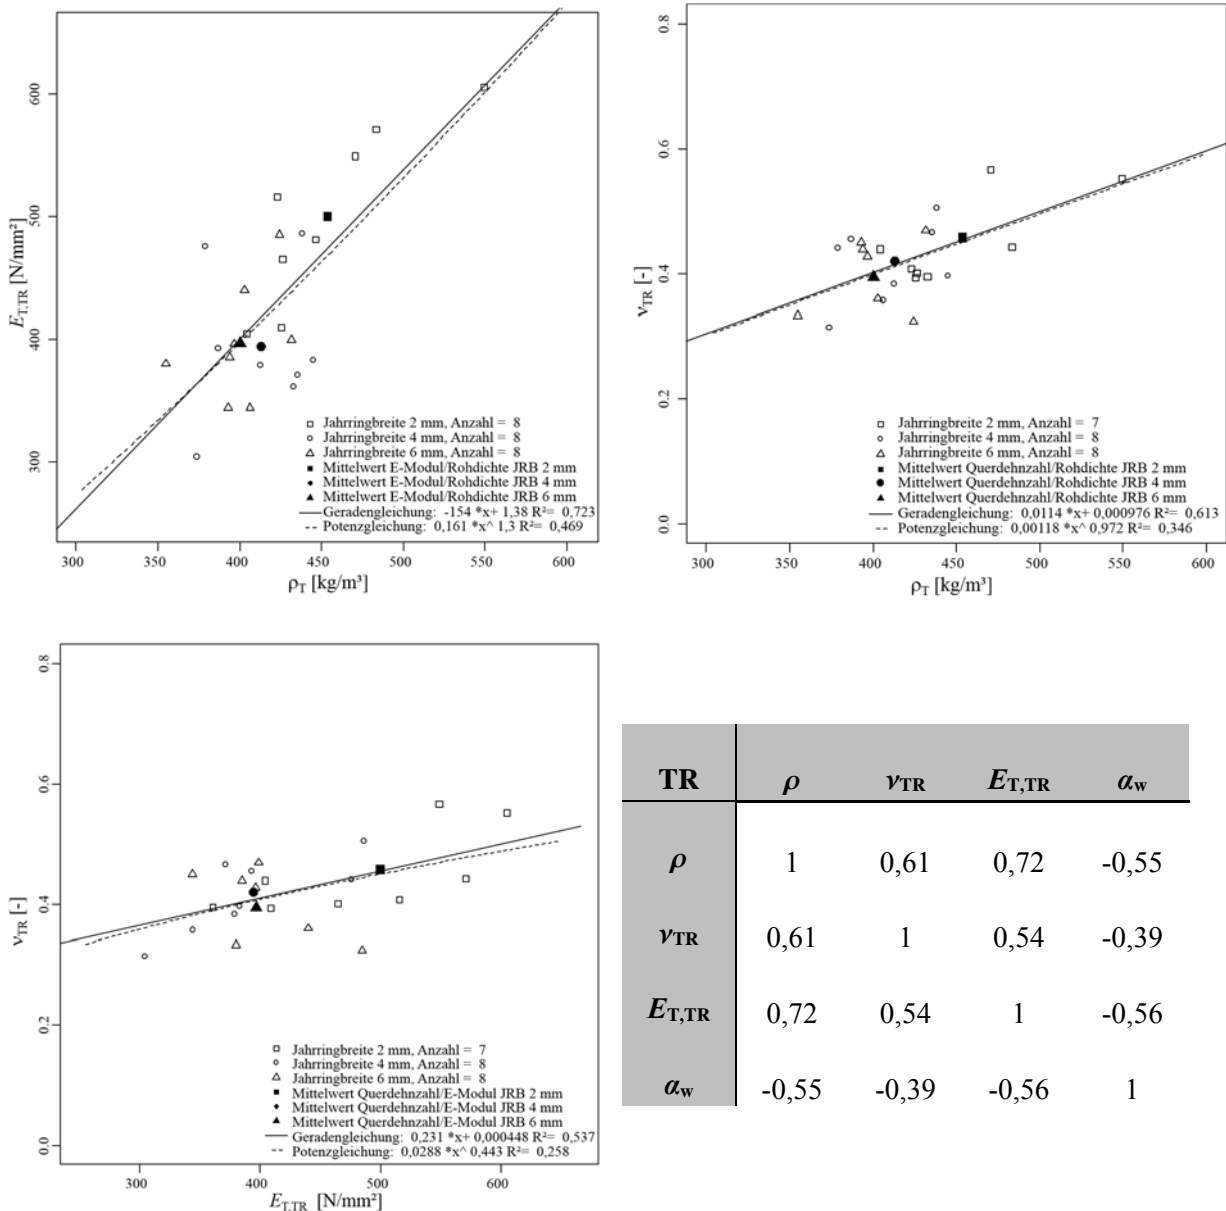 600
500
400
300
E_T,TR [N/mm²]
□ Jahrringbreite 2 mm, Anzahl = 8
○ Jahrringbreite 4 mm, Anzahl = 8
△ Jahrringbreite 6 mm, Anzahl = 8
■ Mittelwert E-Modul/Rohdichte JRB 2 mm
◆ Mittelwert E-Modul/Rohdichte JRB 4 mm
▲ Mittelwert E-Modul/Rohdichte JRB 6 mm
Geradengleichung: -154 *x+ 1,38 R²= 0,723
Potenzgleichung: 0,161 *x^ 1,3 R²= 0,469
300 350 400 450 500 550 600
ρ_T [kg/m³]
0.8
0.6
0.4
0.2
0.0
ν_TR [-]
□ Jahrringbreite 2 mm, Anzahl = 7
○ Jahrringbreite 4 mm, Anzahl = 8
△ Jahrringbreite 6 mm, Anzahl = 8
■ Mittelwert Querdehnzahl/Rohdichte JRB 2 mm
● Mittelwert Querdehnzahl/Rohdichte JRB 4 mm
▲ Mittelwert Querdehnzahl/Rohdichte JRB 6 mm
Geradengleichung: 0,0114 *x+ 0,000976 R²= 0,613
Potenzgleichung: 0,00118 *x^ 0,972 R²= 0,346
300 350 400 450 500 550 600
ρ_T [kg/m³]
0.8
0.6
0.4
0.2
0.0
ν_TR [-]
□ Jahrringbreite 2 mm, Anzahl = 7
○ Jahrringbreite 4 mm, Anzahl = 8
△ Jahrringbreite 6 mm, Anzahl = 8
■ Mittelwert Querdehnzahl/E-Modul JRB 2 mm
◆ Mittelwert Querdehnzahl/E-Modul JRB 4 mm
▲ Mittelwert Querdehnzahl/E-Modul JRB 6 mm
Geradengleichung: 0,231 *x+ 0,000448 R²= 0,537
Potenzgleichung: 0,0288 *x^ 0,443 R²= 0,258
300 400 500 600
E_T,TR [N/mm²]
TR ρ ν_TR E_T,TR α_w
ρ 1 0,61 0,72 -0,55
ν_TR 0,61 1 0,54 -0,39
E_T,TR 0,72 0,54 1 -0,56
α_w -0,55 -0,39 -0,56 1